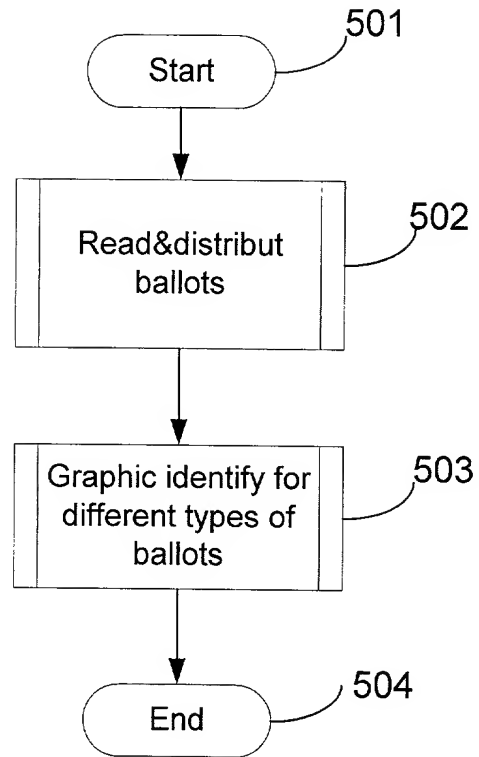 501
Start
502
Read&distribut
ballots
503
Graphic identify for
different types of
ballots
504
End